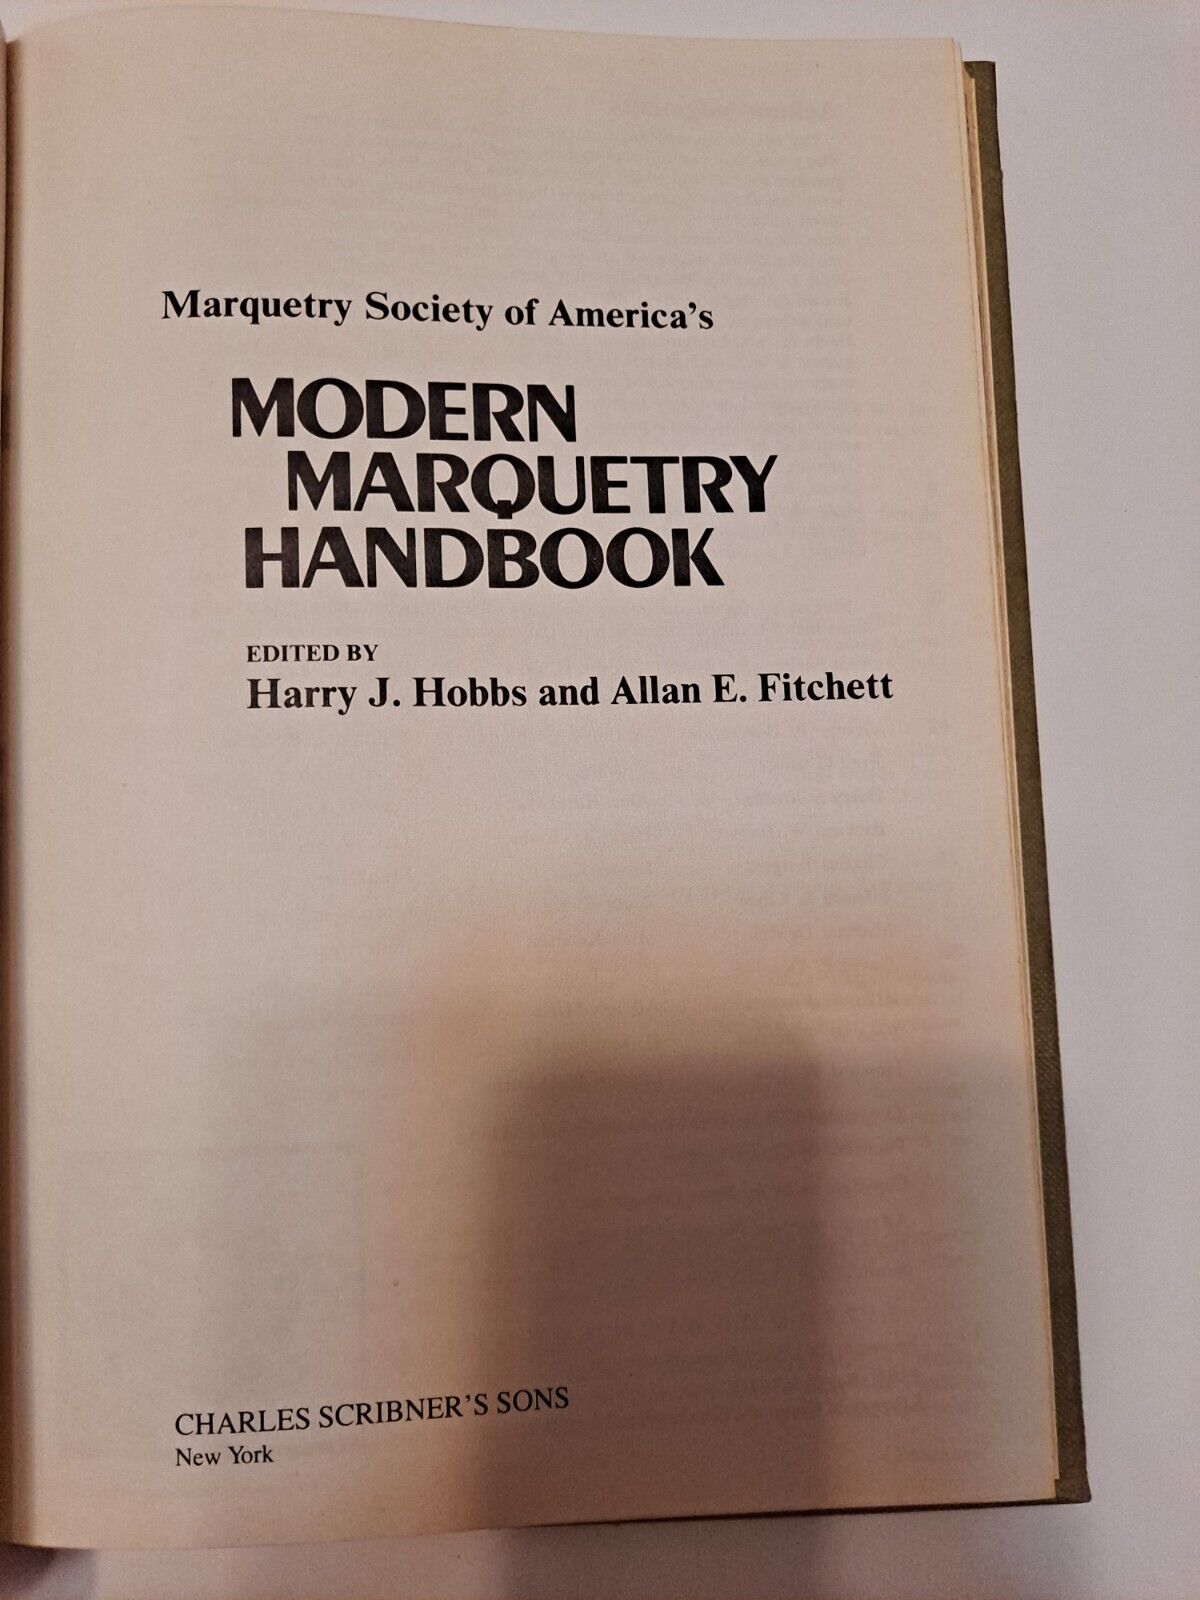 Marquetry Society of America's
MODERN
MARQUETRY
HANDBOOK
EDITED BY
Harry J. Hobbs and Allan E. Fitchett
CHARLES SCRIBNER'S SONS
New York